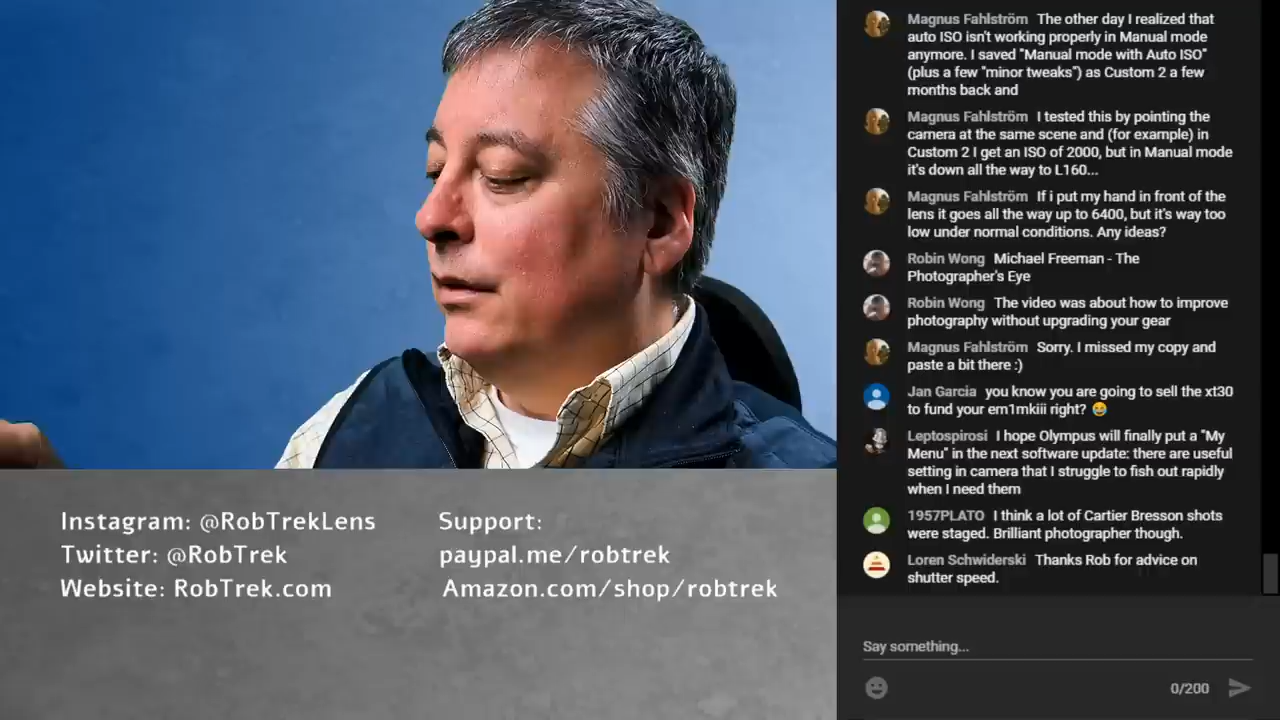 Instagram: @RobTrekLens
Twitter: @RobTrek
Website: RobTrek.com
Support:
paypal.me/robtrek
Amazon.com/shop/robtrek
Magnus Fahlström The other day I realized that
auto ISO isn't working properly in Manual mode
anymore. I saved "Manual mode with Auto ISO"
(plus a few "minor tweaks") as Custom 2 a few
months back and
Magnus Fahlström I tested this by pointing the
camera at the same scene and (for example) in
Custom 2 I get an ISO of 2000, but in Manual mode
it's down all the way to L160...
Magnus Fahlström If i put my hand in front of the
lens it goes all the way up to 6400, but it's way too
low under normal conditions. Any ideas?
Robin Wong Michael Freeman - The
Photographer's Eye
Robin Wong The video was about how to improve
photography without upgrading your gear
Magnus Fahlström Sorry. I missed my copy and
paste a bit there :)
Jan Garcia you know you are going to sell the xt30
to fund your em1mkiii right? 😂
Leptospirosi I hope Olympus will finally put a "My
Menu" in the next software update: there are useful
setting in camera that I struggle to fish out rapidly
when I need them
1957PLATO I think a lot of Cartier Bresson shots
were staged. Brilliant photographer though.
Loren Schwiderski Thanks Rob for advice on
shutter speed.
Say something...
0/200